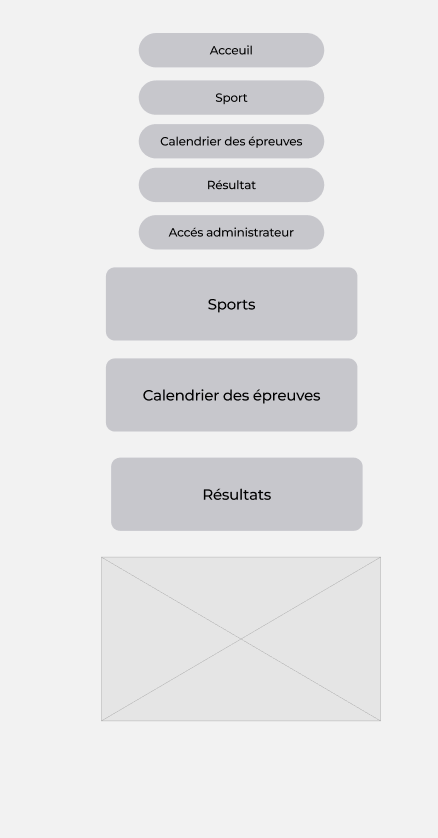 Acceuil
Sport
Calendrier des épreuves
Résultat
Accés administrateur
Sports
Calendrier des épreuves
Résultats